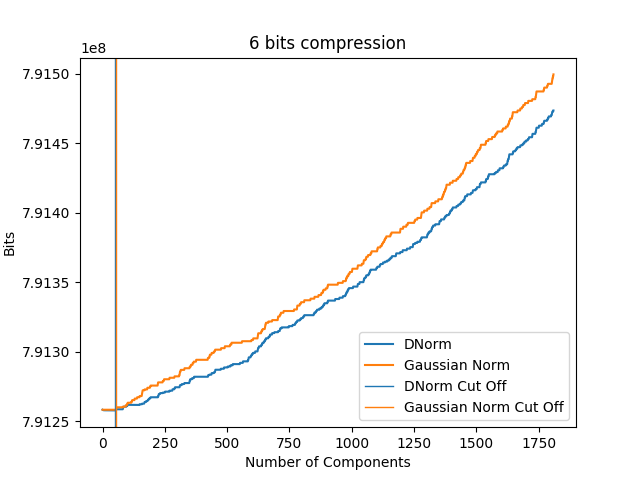 6 bits compression
1e8
7.9150
7.9145
7.9140
7.9135
7.9130
7.9125
Bits
DNorm
Gaussian Norm
DNorm Cut Off
Gaussian Norm Cut Off
0 250 500 750 1000 1250 1500 1750
Number of Components